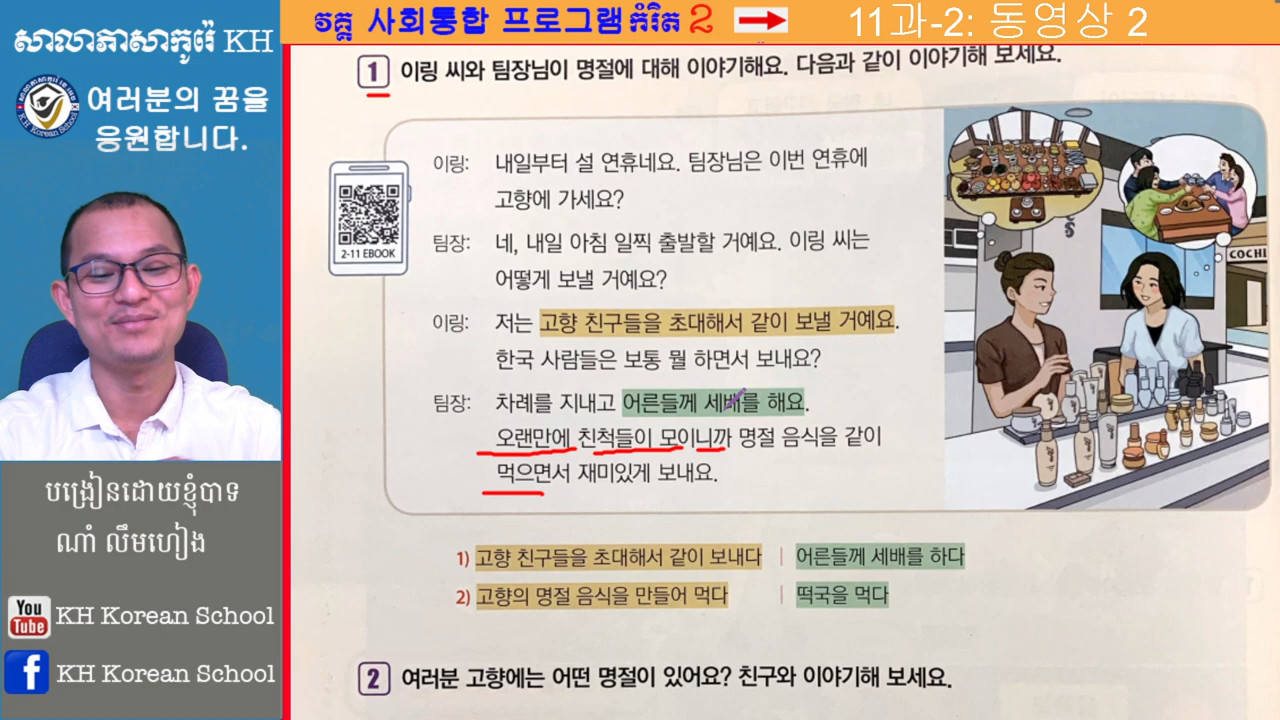 សាលាភាសាកូរ៉េ KH
여러분의 꿈을
응원합니다.
វគ្គ 사회통합 프로그램 កំរិត 2
11과-2: 동영상 2
1 이링 씨와 팀장님이 명절에 대해 이야기해요. 다음과 같이 이야기해 보세요.
2-11 EBOOK
이링: 내일부터 설 연휴네요. 팀장님은 이번 연휴에
고향에 가세요?
팀장: 네, 내일 아침 일찍 출발할 거예요. 이링 씨는
어떻게 보낼 거예요?
이링: 저는 고향 친구들을 초대해서 같이 보낼 거예요.
한국 사람들은 보통 뭘 하면서 보내요?
팀장: 차례를 지내고 어른들께 세배를 해요.
오랜만에 친척들이 모이니까 명절 음식을 같이
먹으면서 재미있게 보내요.
COCHI
1) 고향 친구들을 초대해서 같이 보내다 | 어른들께 세배를 하다
2) 고향의 명절 음식을 만들어 먹다 | 떡국을 먹다
2 여러분 고향에는 어떤 명절이 있어요? 친구와 이야기해 보세요.
បង្រៀនដោយខ្ញុំបាទ
ណាំ លឹមហៀង
You Tube KH Korean School
f KH Korean School